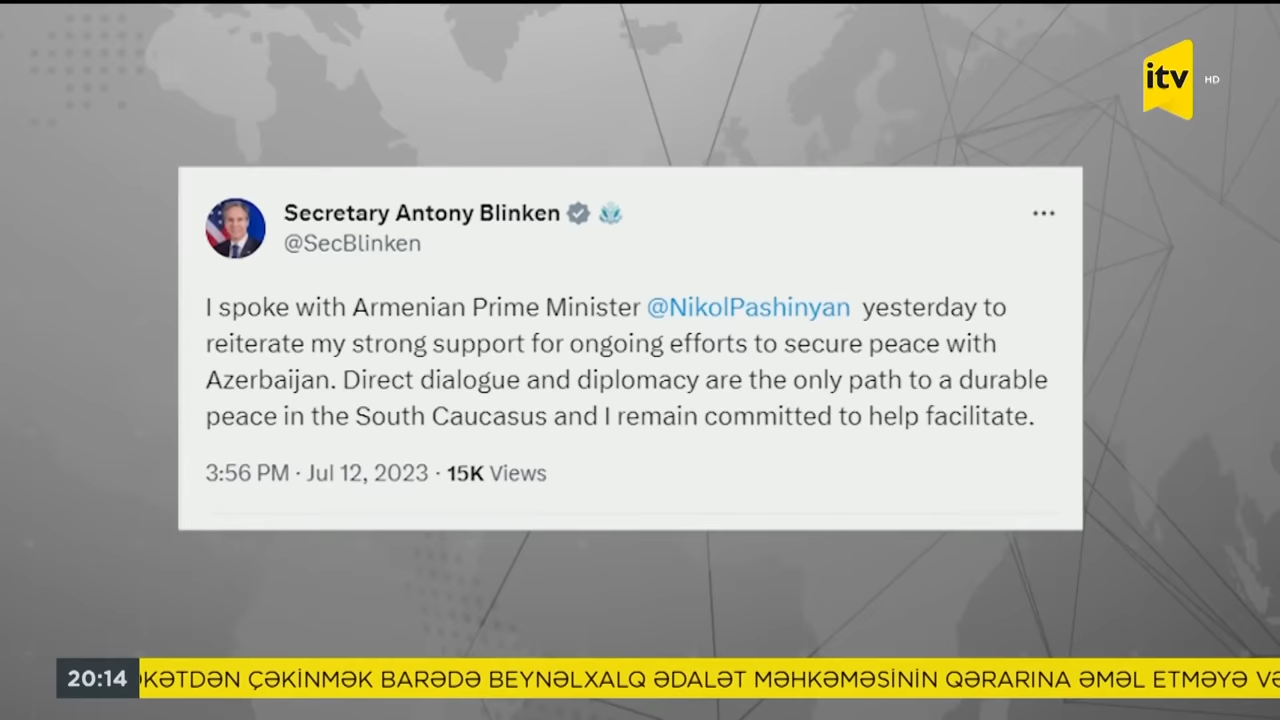 itv HD
Secretary Antony Blinken
@SecBlinken
I spoke with Armenian Prime Minister @NikolPashinyan yesterday to
reiterate my strong support for ongoing efforts to secure peace with
Azerbaijan. Direct dialogue and diplomacy are the only path to a durable
peace in the South Caucasus and I remain committed to help facilitate.
3:56 PM · Jul 12, 2023 · 15K Views
20:14 ƏKƏTDƏN ÇƏKİNMƏK BARƏDƏ BEYNƏLXALQ ƏDALƏT MƏHKƏMƏSİNİN QƏRARINA ƏMƏL ETMƏYƏ VƏ